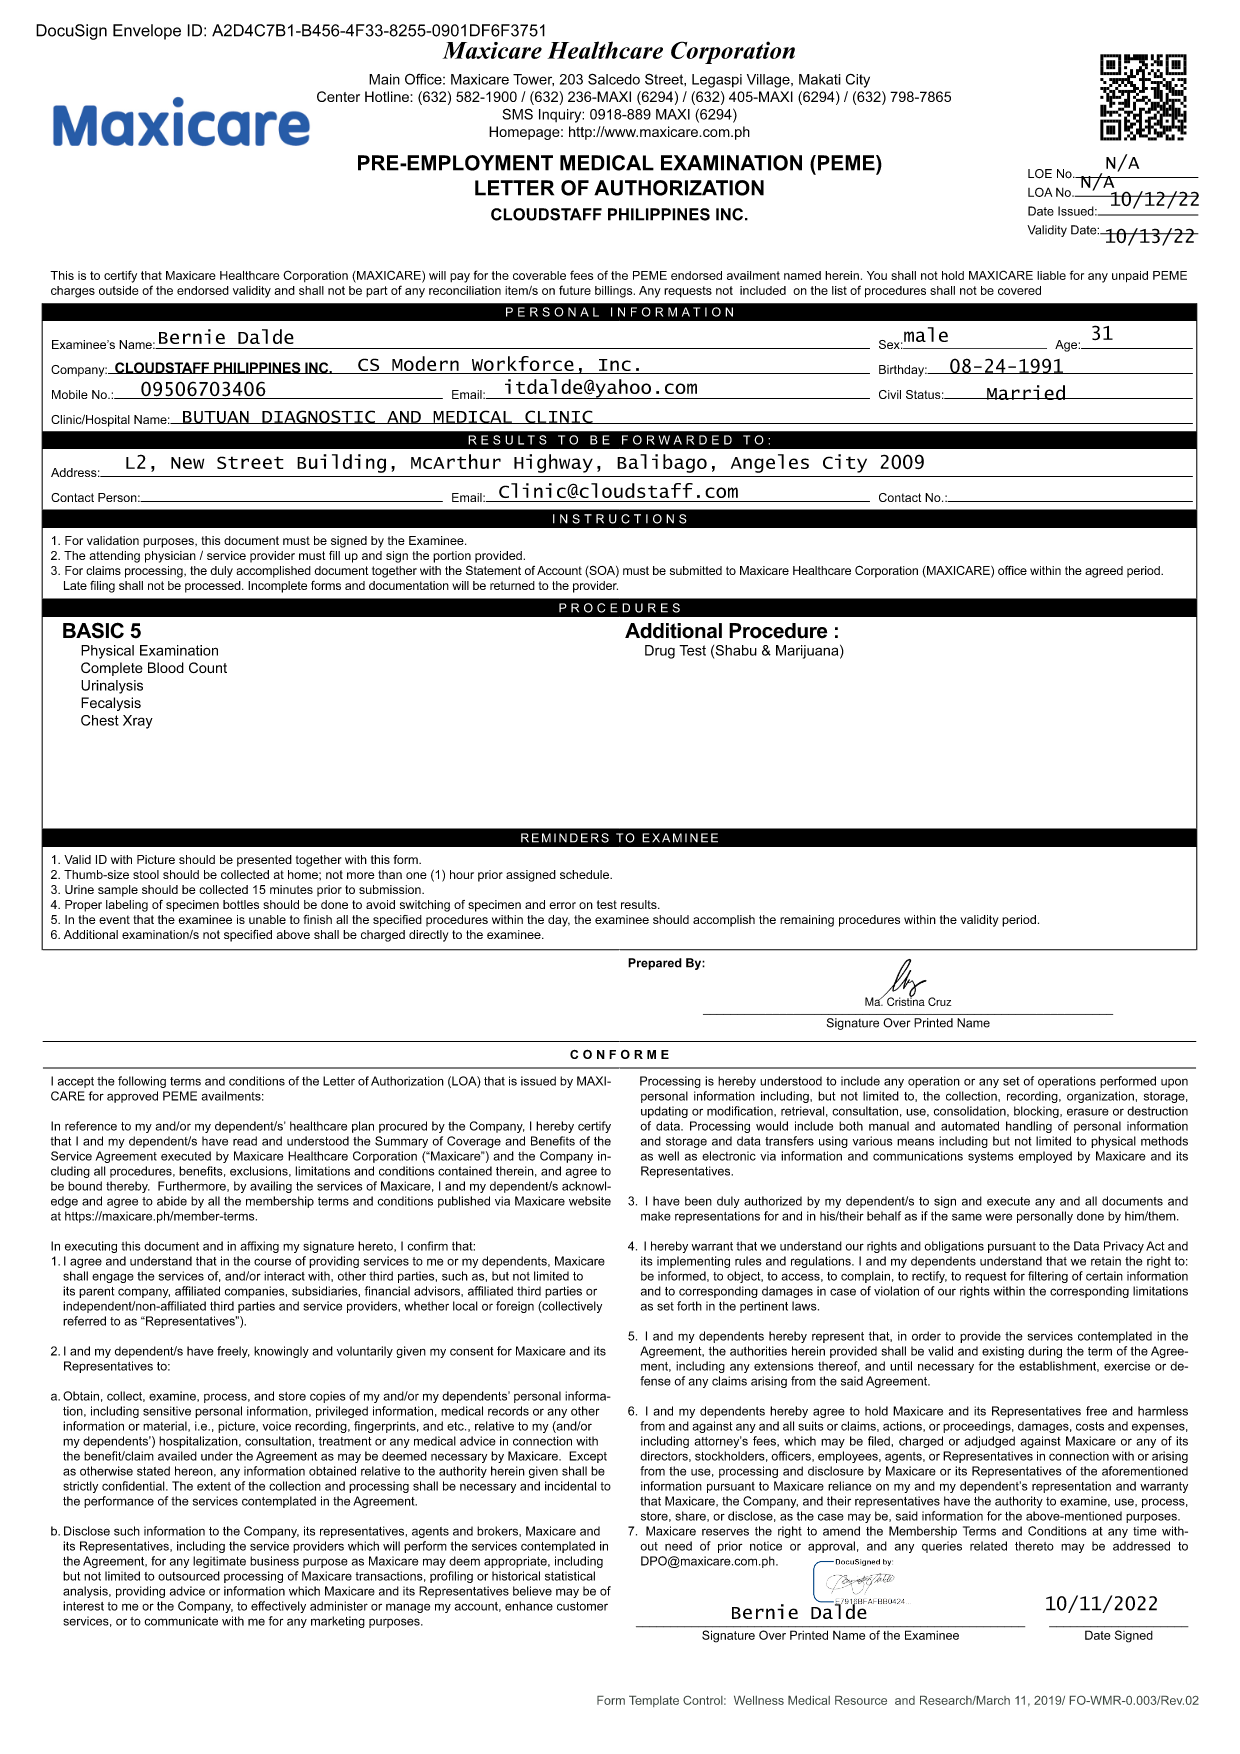 DocuSign Envelope ID: A2D4C7B1-B456-4F33-8255-0901DF6F3751
Maxicare Healthcare Corporation
Main Office: Maxicare Tower, 203 Salcedo Street, Legaspi Village, Makati City
Center Hotline: (632) 582-1900 / (632) 236-MAXI (6294) / (632) 405-MAXI (6294) / (632) 798-7865
SMS Inquiry: 0918-889 MAXI (6294)
Homepage: http://www.maxicare.com.ph
Maxicare
PRE-EMPLOYMENT MEDICAL EXAMINATION (PEME)
LETTER OF AUTHORIZATION
CLOUDSTAFF PHILIPPINES INC.
LOE No. N/A
LOA No. N/A
Date Issued: 10/12/22
Validity Date: 10/13/22
This is to certify that Maxicare Healthcare Corporation (MAXICARE) will pay for the coverable fees of the PEME endorsed availment named herein. You shall not hold MAXICARE liable for any unpaid PEME
charges outside of the endorsed validity and shall not be part of any reconciliation item/s on future billings. Any requests not included on the list of procedures shall not be covered
PERSONAL INFORMATION
Examinee's Name: Bernie Dalde Sex: male Age: 31
Company: CLOUDSTAFF PHILIPPINES INC. CS Modern Workforce, Inc. Birthday: 08-24-1991
Mobile No.: 09506703406 Email: itdalde@yahoo.com Civil Status: Married
Clinic/Hospital Name: BUTUAN DIAGNOSTIC AND MEDICAL CLINIC
RESULTS TO BE FORWARDED TO:
Address: L2, New Street Building, McArthur Highway, Balibago, Angeles City 2009
Contact Person: Email: Clinic@cloudstaff.com Contact No.:
INSTRUCTIONS
1. For validation purposes, this document must be signed by the Examinee.
2. The attending physician / service provider must fill up and sign the portion provided.
3. For claims processing, the duly accomplished document together with the Statement of Account (SOA) must be submitted to Maxicare Healthcare Corporation (MAXICARE) office within the agreed period.
Late filing shall not be processed. Incomplete forms and documentation will be returned to the provider.
PROCEDURES
BASIC 5
Physical Examination
Complete Blood Count
Urinalysis
Fecalysis
Chest Xray
Additional Procedure :
Drug Test (Shabu & Marijuana)
REMINDERS TO EXAMINEE
1. Valid ID with Picture should be presented together with this form.
2. Thumb-size stool should be collected at home; not more than one (1) hour prior assigned schedule.
3. Urine sample should be collected 15 minutes prior to submission.
4. Proper labeling of specimen bottles should be done to avoid switching of specimen and error on test results.
5. In the event that the examinee is unable to finish all the specified procedures within the day, the examinee should accomplish the remaining procedures within the validity period.
6. Additional examination/s not specified above shall be charged directly to the examinee.
Prepared By:
Ma. Cristina Cruz
Signature Over Printed Name
CONFORME
I accept the following terms and conditions of the Letter of Authorization (LOA) that is issued by MAXI-
CARE for approved PEME availments:
In reference to my and/or my dependent/s' healthcare plan procured by the Company, I hereby certify
that I and my dependent/s have read and understood the Summary of Coverage and Benefits of the
Service Agreement executed by Maxicare Healthcare Corporation ("Maxicare") and the Company in-
cluding all procedures, benefits, exclusions, limitations and conditions contained therein, and agree to
be bound thereby. Furthermore, by availing the services of Maxicare, I and my dependent/s acknowl-
edge and agree to abide by all the membership terms and conditions published via Maxicare website
at https://maxicare.ph/member-terms.
In executing this document and in affixing my signature hereto, I confirm that:
1. I agree and understand that in the course of providing services to me or my dependents, Maxicare
shall engage the services of, and/or interact with, other third parties, such as, but not limited to
its parent company, affiliated companies, subsidiaries, financial advisors, affiliated third parties or
independent/non-affiliated third parties and service providers, whether local or foreign (collectively
referred to as "Representatives").
2. I and my dependent/s have freely, knowingly and voluntarily given my consent for Maxicare and its
Representatives to:
a. Obtain, collect, examine, process, and store copies of my and/or my dependents' personal informa-
tion, including sensitive personal information, privileged information, medical records or any other
information or material, i.e., picture, voice recording, fingerprints, and etc., relative to my (and/or
my dependents') hospitalization, consultation, treatment or any medical advice in connection with
the benefit/claim availed under the Agreement as may be deemed necessary by Maxicare. Except
as otherwise stated hereon, any information obtained relative to the authority herein given shall be
strictly confidential. The extent of the collection and processing shall be necessary and incidental to
the performance of the services contemplated in the Agreement.
b. Disclose such information to the Company, its representatives, agents and brokers, Maxicare and
its Representatives, including the service providers which will perform the services contemplated in
the Agreement, for any legitimate business purpose as Maxicare may deem appropriate, including
but not limited to outsourced processing of Maxicare transactions, profiling or historical statistical
analysis, providing advice or information which Maxicare and its Representatives believe may be of
interest to me or the Company, to effectively administer or manage my account, enhance customer
services, or to communicate with me for any marketing purposes.
Processing is hereby understood to include any operation or any set of operations performed upon
personal information including, but not limited to, the collection, recording, organization, storage,
updating or modification, retrieval, consultation, use, consolidation, blocking, erasure or destruction
of data. Processing would include both manual and automated handling of personal information
and storage and data transfers using various means including but not limited to physical methods
as well as electronic via information and communications systems employed by Maxicare and its
Representatives.
3. I have been duly authorized by my dependent/s to sign and execute any and all documents and
make representations for and in his/their behalf as if the same were personally done by him/them.
4. I hereby warrant that we understand our rights and obligations pursuant to the Data Privacy Act and
its implementing rules and regulations. I and my dependents understand that we retain the right to:
be informed, to object, to access, to complain, to rectify, to request for filtering of certain information
and to corresponding damages in case of violation of our rights within the corresponding limitations
as set forth in the pertinent laws.
5. I and my dependents hereby represent that, in order to provide the services contemplated in the
Agreement, the authorities herein provided shall be valid and existing during the term of the Agree-
ment, including any extensions thereof, and until necessary for the establishment, exercise or de-
fense of any claims arising from the said Agreement.
6. I and my dependents hereby agree to hold Maxicare and its Representatives free and harmless
from and against any and all suits or claims, actions, or proceedings, damages, costs and expenses,
including attorney's fees, which may be filed, charged or adjudged against Maxicare or any of its
directors, stockholders, officers, employees, agents, or Representatives in connection with or arising
from the use, processing and disclosure by Maxicare or its Representatives of the aforementioned
information pursuant to Maxicare reliance on my and my dependent's representation and warranty
that Maxicare, the Company, and their representatives have the authority to examine, use, process,
store, share, or disclose, as the case may be, said information for the above-mentioned purposes.
7. Maxicare reserves the right to amend the Membership Terms and Conditions at any time with-
out need of prior notice or approval, and any queries related thereto may be addressed to
DPO@maxicare.com.ph.
DocuSigned by:
Bernie Dalde 10/11/2022
Signature Over Printed Name of the Examinee Date Signed
Form Template Control: Wellness Medical Resource and Research/March 11, 2019/ FO-WMR-0.003/Rev.02